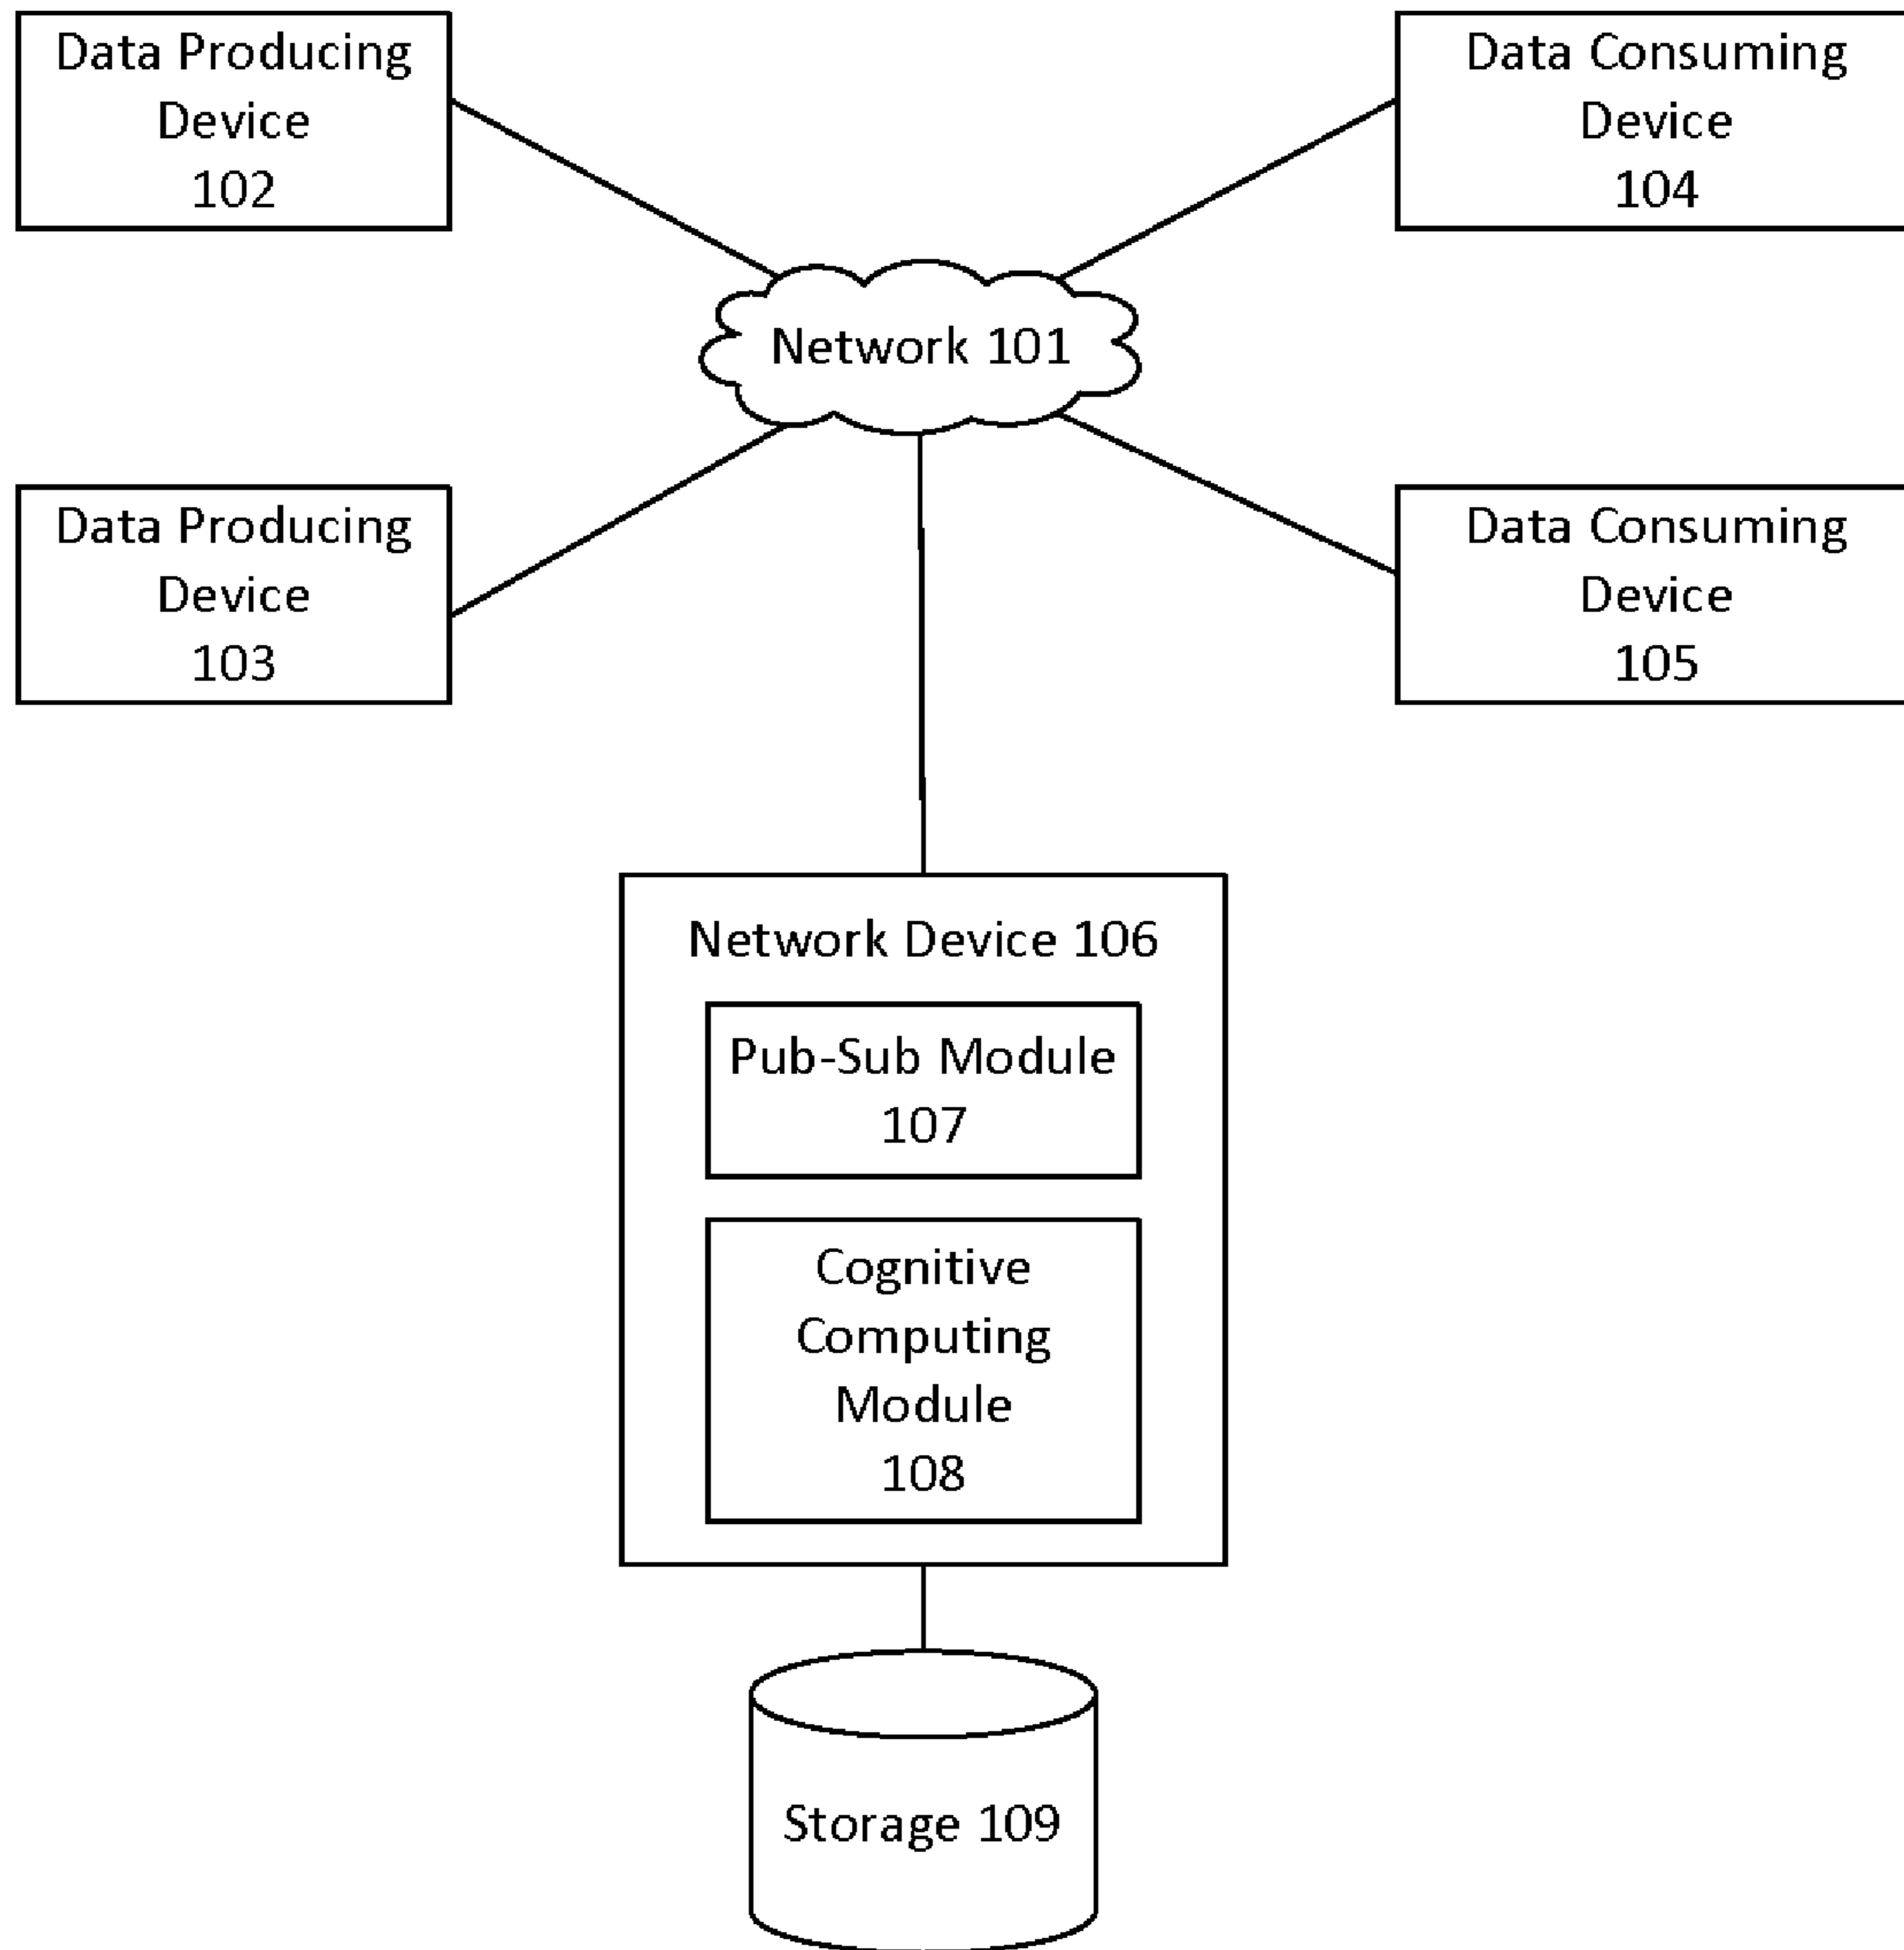 Data Producing
Device
102
Data Consuming
Device
104
Network 101
Data Producing
Device
103
Data Consuming
Device
105
Network Device 106
Pub-Sub Module
107
Cognitive
Computing
Module
108
Storage 109